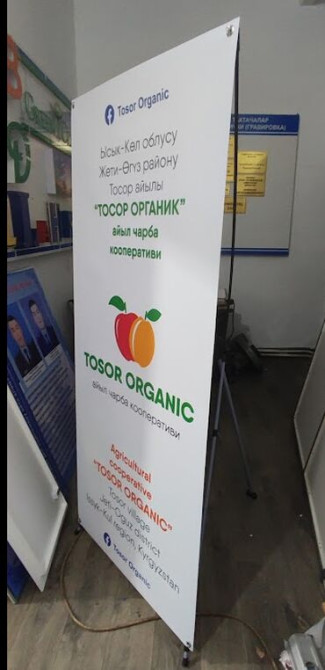 Tosor Organic
Ысык-Көл облусу
Жети-Өгүз району
Тосор айылы
"ТОСОР ОРГАНИК"
айыл чарба
кооперативи
TOSOR ORGANIC
айыл чарба кооперативи
Agricultural
cooperative
"TOSOR ORGANIC"
Tosor village
Jeti-Oguz district
Issyk-Kul region, Kyrgyzstan
Tosor Organic